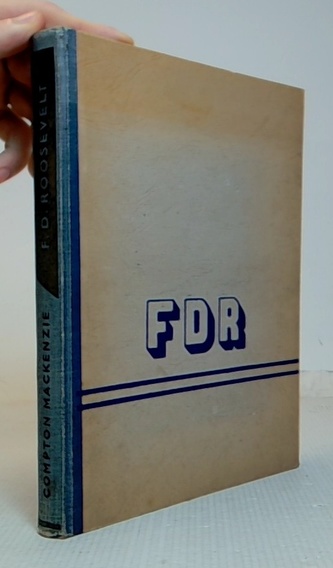 F. D. ROOSEVELT
COMPTON MACKENZIE
FDR